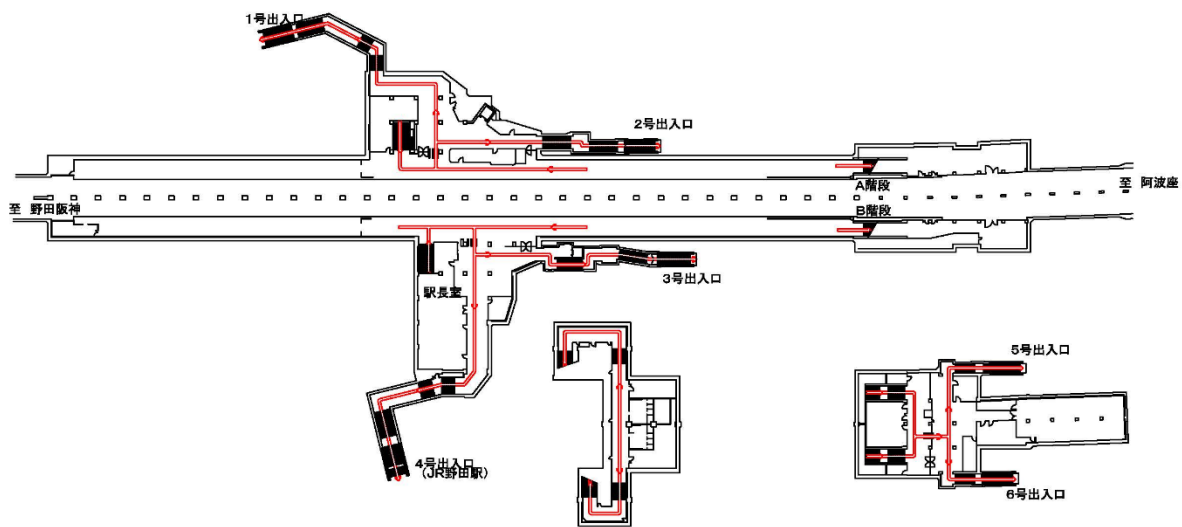 1号出入口
2号出入口
A階段
至 阿波座
至 野田阪神
B階段
3号出入口
駅長室
5号出入口
4号出入口
(JR野田駅)
6号出入口